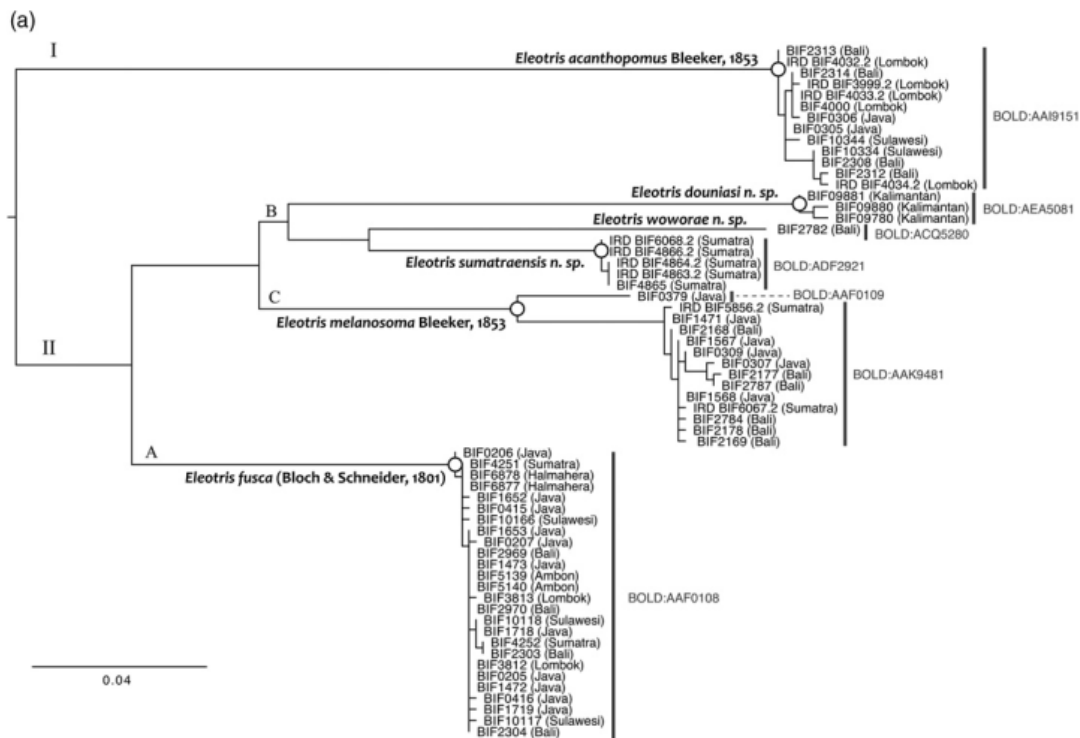 (a)
I
Eleotris acanthopomus Bleeker, 1853
BIF2313 (Bali)
IRD BIF4032.2 (Lombok)
BIF2314 (Bali)
IRD BIF3999.2 (Lombok)
IRD BIF4033.2 (Lombok)
BIF4000 (Lombok)
BIF0306 (Java)
BIF0305 (Java)
BIF10344 (Sulawesi)
BIF10334 (Sulawesi)
BIF2308 (Bali)
BIF2312 (Bali)
IRD BIF4034.2 (Lombok)
BOLD:AAI9151
B
Eleotris douniasi n. sp.
BIF09881 (Kalimantan)
BIF09880 (Kalimantan)
BIF09780 (Kalimantan)
BOLD:AEA5081
Eleotris woworae n. sp.
BIF2782 (Bali)
BOLD:ACQ5280
Eleotris sumatraensis n. sp.
IRD BIF6068.2 (Sumatra)
IRD BIF4866.2 (Sumatra)
IRD BIF4864.2 (Sumatra)
IRD BIF4863.2 (Sumatra)
BIF4865 (Sumatra)
BOLD:ADF2921
C
Eleotris melanosoma Bleeker, 1853
BIF0379 (Java)
BOLD:AAF0109
IRD BIF5856.2 (Sumatra)
BIF1471 (Java)
BIF2168 (Bali)
BIF1567 (Java)
BIF0309 (Java)
BIF0307 (Java)
BIF2177 (Bali)
BIF2787 (Bali)
BIF1568 (Java)
IRD BIF6067.2 (Sumatra)
BIF2784 (Bali)
BIF2178 (Bali)
BIF2169 (Bali)
BOLD:AAK9481
II
A
Eleotris fusca (Bloch & Schneider, 1801)
BIF0206 (Java)
BIF4251 (Sumatra)
BIF6878 (Halmahera)
BIF6877 (Halmahera)
BIF1652 (Java)
BIF0415 (Java)
BIF10166 (Sulawesi)
BIF1653 (Java)
BIF0207 (Java)
BIF2969 (Bali)
BIF1473 (Java)
BIF5139 (Ambon)
BIF5140 (Ambon)
BIF3813 (Lombok)
BIF2970 (Bali)
BIF10118 (Sulawesi)
BIF1718 (Java)
BIF4252 (Sumatra)
BIF2303 (Bali)
BIF3812 (Lombok)
BIF0205 (Java)
BIF1472 (Java)
BIF0416 (Java)
BIF1719 (Java)
BIF10117 (Sulawesi)
BIF2304 (Bali)
BOLD:AAF0108
0.04